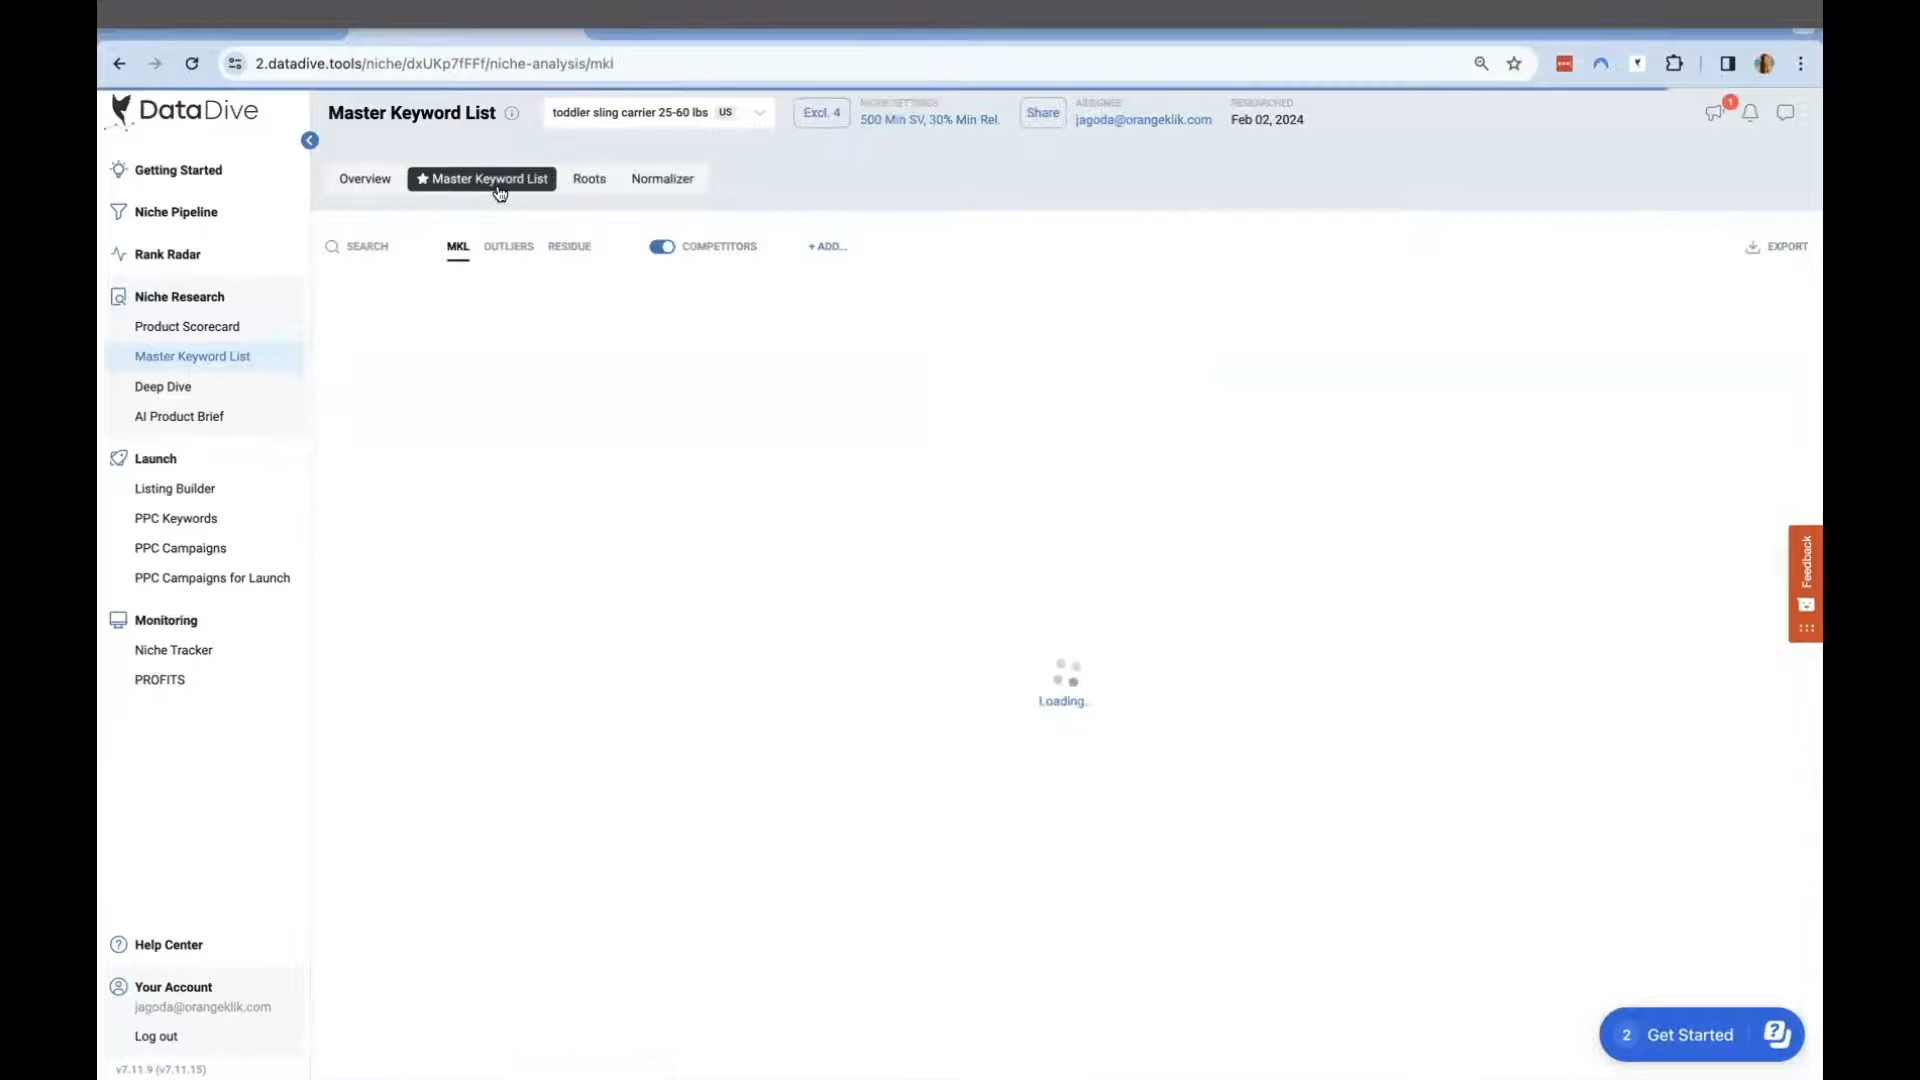 2.datadive.tools/niche/dxUKp7fFFf/niche-analysis/mkl
DataDive
Master Keyword List
toddler sling carrier 25-60 lbs US
Excl. 4
NICHE SETTINGS
500 Min SV, 30% Min Rel.
Share
ASSIGNEE
jagoda@orangeklik.com
RESEARCHED
Feb 02, 2024
1
Getting Started
Niche Pipeline
Rank Radar
Niche Research
Product Scorecard
Master Keyword List
Deep Dive
AI Product Brief
Launch
Listing Builder
PPC Keywords
PPC Campaigns
PPC Campaigns for Launch
Monitoring
Niche Tracker
PROFITS
Help Center
Your Account
jagoda@orangeklik.com
Log out
v7.11.9 (v7.11.15)
Overview
Master Keyword List
Roots
Normalizer
SEARCH
MKL
OUTLIERS
RESIDUE
COMPETITORS
+ ADD...
EXPORT
Loading.
Feedback
2 Get Started